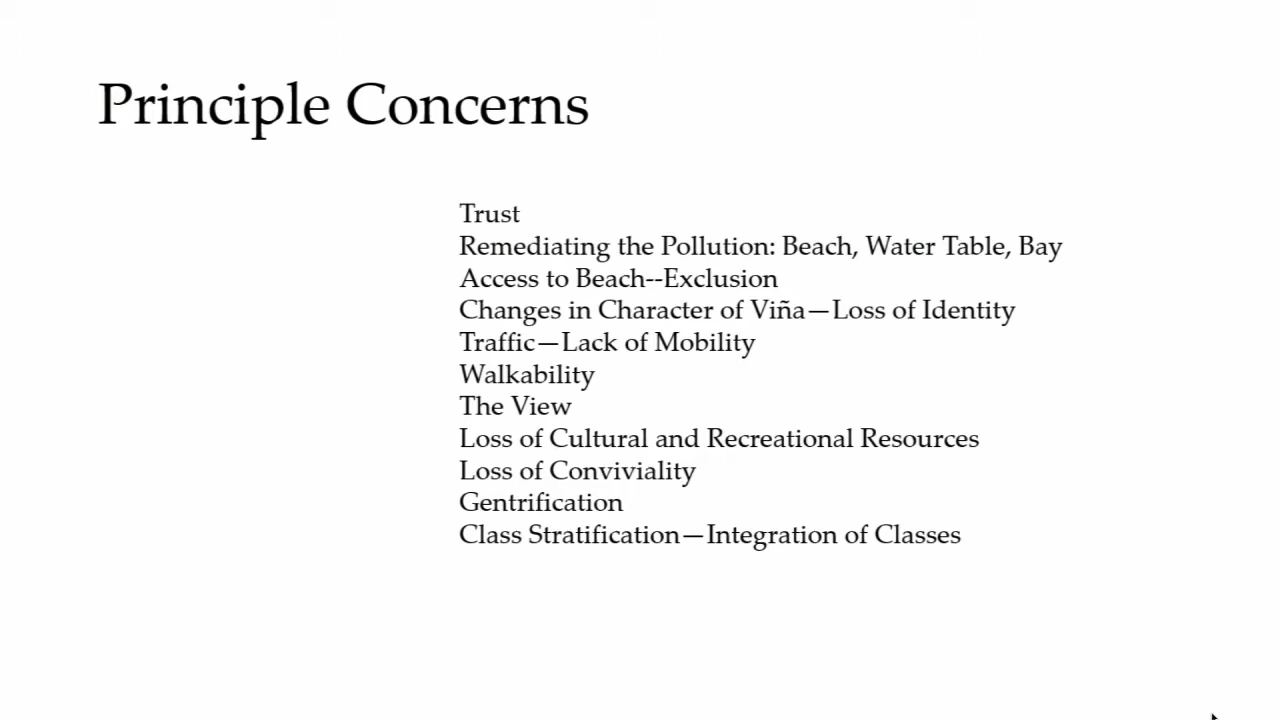 Principle Concerns
Trust
Remediating the Pollution: Beach, Water Table, Bay
Access to Beach--Exclusion
Changes in Character of Viña—Loss of Identity
Traffic—Lack of Mobility
Walkability
The View
Loss of Cultural and Recreational Resources
Loss of Conviviality
Gentrification
Class Stratification—Integration of Classes